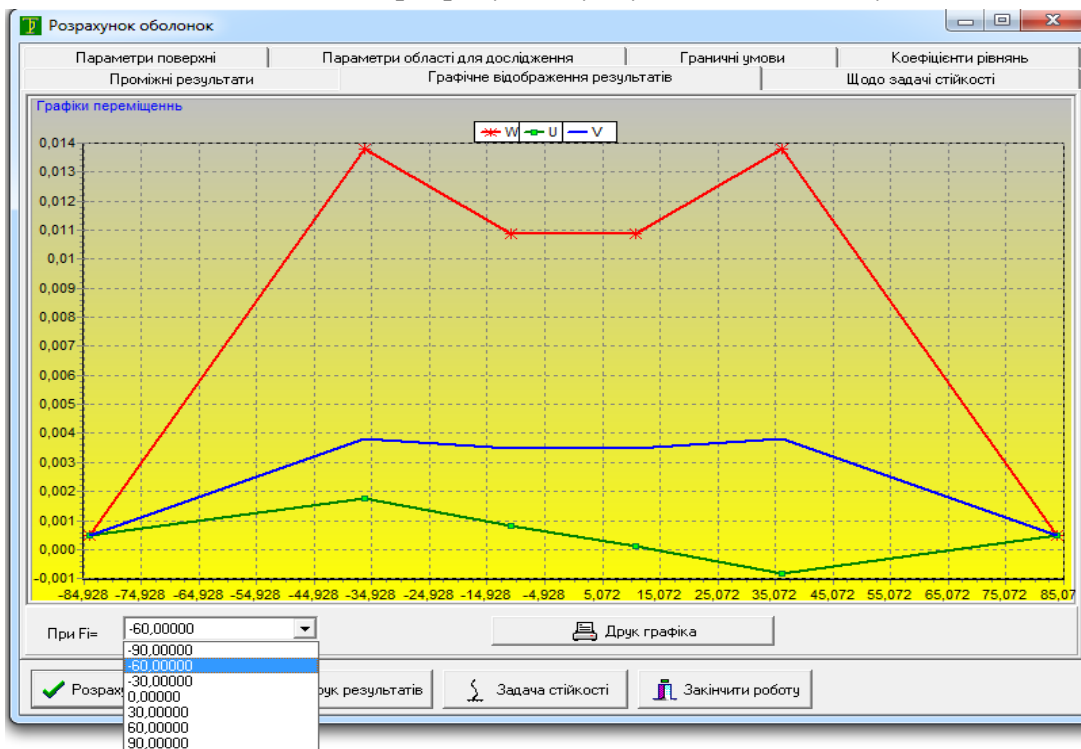 Розрахунок оболонок
Параметри поверхні Параметри області для дослідження Граничні умови Коефіцієнти рівнянь
Проміжні результати Графічне відображення результатів Щодо задачі стійкості
Графіки переміщеннь
W U V
0,014
0,013
0,012
0,011
0,01
0,009
0,008
0,007
0,006
0,005
0,004
0,003
0,002
0,001
0,000
-0,001
-84,928 -74,928 -64,928 -54,928 -44,928 -34,928 -24,928 -14,928 -4,928 5,072 15,072 25,072 35,072 45,072 55,072 65,072 75,072 85,07
При Fi= -60,00000 Друк графіка
-90,00000
-60,00000
-30,00000
0,00000
30,00000
60,00000
90,00000
результатів Задача стійкості Закінчити роботу